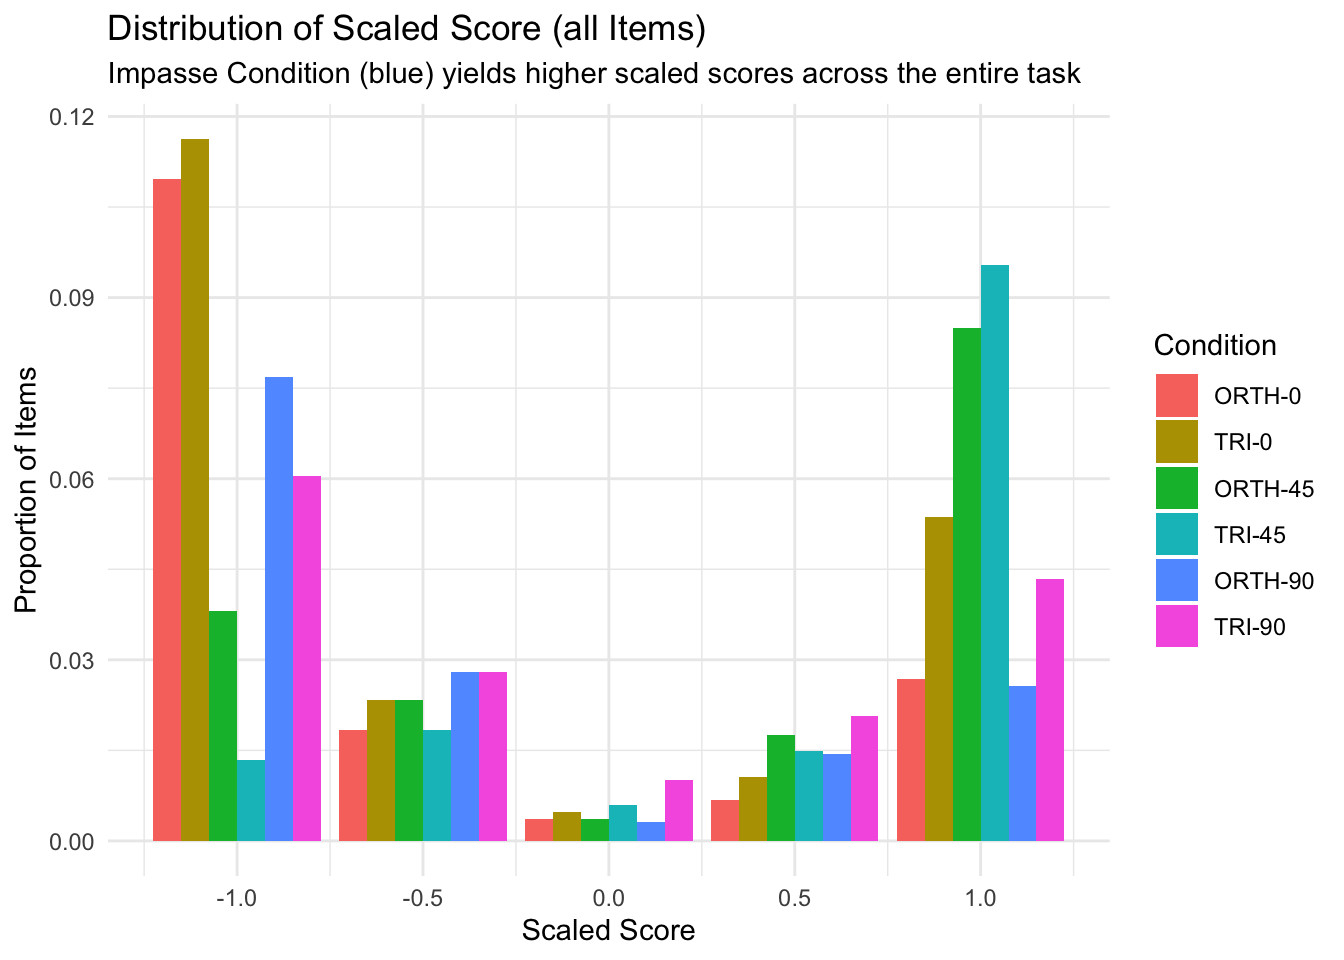 Distribution of Scaled Score (all Items)
Impasse Condition (blue) yields higher scaled scores across the entire task
0.12
0.09
0.06
0.03
0.00
Proportion of Items
-1.0
-0.5
0.0
0.5
1.0
Scaled Score
Condition
ORTH-0
TRI-0
ORTH-45
TRI-45
ORTH-90
TRI-90